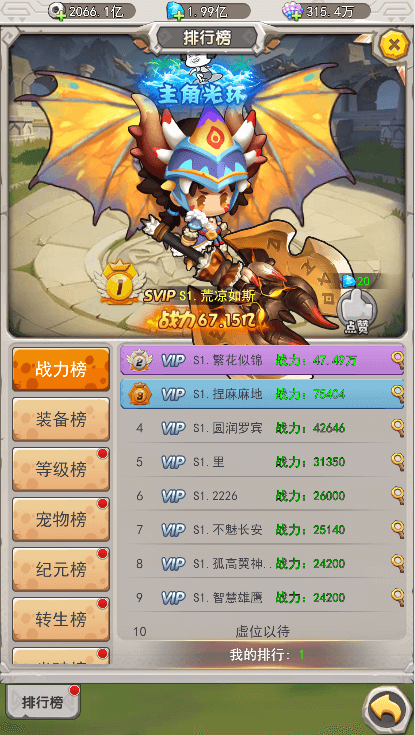 2066.1亿 1.99亿 315.4万
排行榜
主角光环
1 SVIP S1.荒凉如斯
战力67.15亿
20
点赞
战力榜
装备榜
等级榜
宠物榜
纪元榜
转生榜
2 VIP S1.繁花似锦 战力：47.49万
3 VIP S1.捏麻麻地 战力：75404
4 VIP S1.圆润罗宾 战力：42646
5 VIP S1.里 战力：31350
6 VIP S1.2226 战力：26000
7 VIP S1.不魅长安 战力：25140
8 VIP S1.孤高翼神.. 战力：24200
9 VIP S1.智慧雄鹰 战力：24200
10 虚位以待
我的排行：1
排行榜